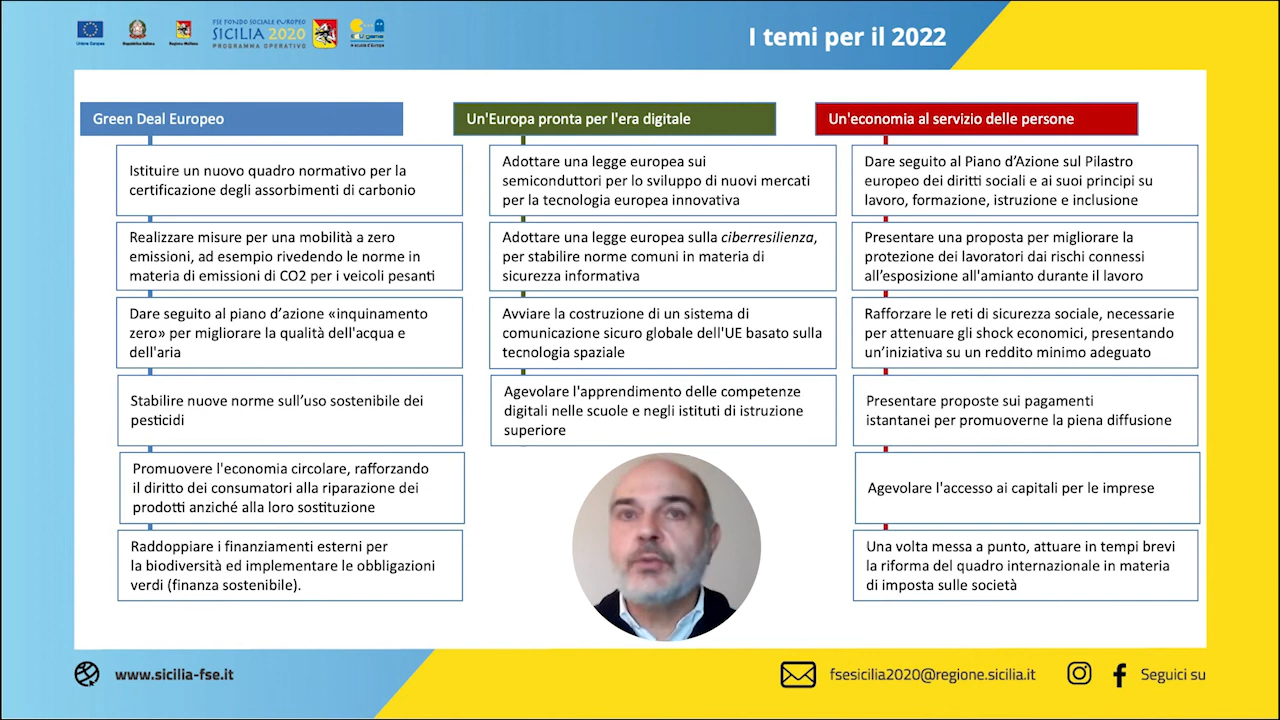 Unione Europea
Repubblica Italiana
Regione Siciliana
FSE FONDO SOCIALE EUROPEO
SICILIA 2020
PROGRAMMA OPERATIVO
I temi per il 2022
Green Deal Europeo
Istituire un nuovo quadro normativo per la
certificazione degli assorbimenti di carbonio
Realizzare misure per una mobilità a zero
emissioni, ad esempio rivedendo le norme in
materia di emissioni di CO2 per i veicoli pesanti
Dare seguito al piano d'azione «inquinamento
zero» per migliorare la qualità dell'acqua e
dell'aria
Stabilire nuove norme sull'uso sostenibile dei
pesticidi
Promuovere l'economia circolare, rafforzando
il diritto dei consumatori alla riparazione dei
prodotti anziché alla loro sostituzione
Raddoppiare i finanziamenti esterni per
la biodiversità ed implementare le obbligazioni
verdi (finanza sostenibile).
Un'Europa pronta per l'era digitale
Adottare una legge europea sui
semiconduttori per lo sviluppo di nuovi mercati
per la tecnologia europea innovativa
Adottare una legge europea sulla ciberresilienza,
per stabilire norme comuni in materia di
sicurezza informativa
Avviare la costruzione di un sistema di
comunicazione sicuro globale dell'UE basato sulla
tecnologia spaziale
Agevolare l'apprendimento delle competenze
digitali nelle scuole e negli istituti di istruzione
superiore
Un'economia al servizio delle persone
Dare seguito al Piano d'Azione sul Pilastro
europeo dei diritti sociali e ai suoi principi su
lavoro, formazione, istruzione e inclusione
Presentare una proposta per migliorare la
protezione dei lavoratori dai rischi connessi
all'esposizione all'amianto durante il lavoro
Rafforzare le reti di sicurezza sociale, necessarie
per attenuare gli shock economici, presentando
un'iniziativa su un reddito minimo adeguato
Presentare proposte sui pagamenti
istantanei per promuoverne la piena diffusione
Agevolare l'accesso ai capitali per le imprese
Una volta messa a punto, attuare in tempi brevi
la riforma del quadro internazionale in materia
di imposta sulle società
www.sicilia-fse.it
fsesicilia2020@regione.sicilia.it
Seguici su